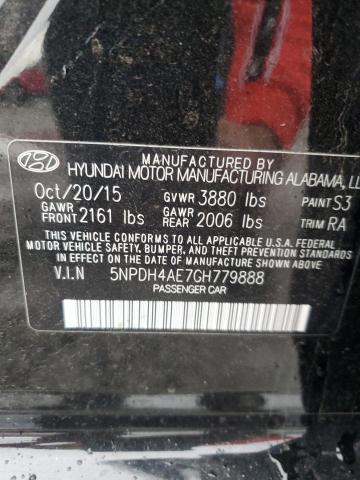 MANUFACTURED BY
HYUNDAI MOTOR MANUFACTURING ALABAMA, LL
Oct/20/15 GVWR 3880 lbs PAINT S3
GAWR FRONT 2161 lbs GAWR REAR 2006 lbs TRIM RA
THIS VEHICLE CONFORMS TO ALL APPLICABLE U.S.A. FEDERAL
MOTOR VEHICLE SAFETY, BUMPER, AND THEFT PREVENTION STANDARDS
IN EFFECT ON THE DATE OF MANUFACTURE SHOWN ABOVE.
V.I.N 5NPDH4AE7GH779888
PASSENGER CAR